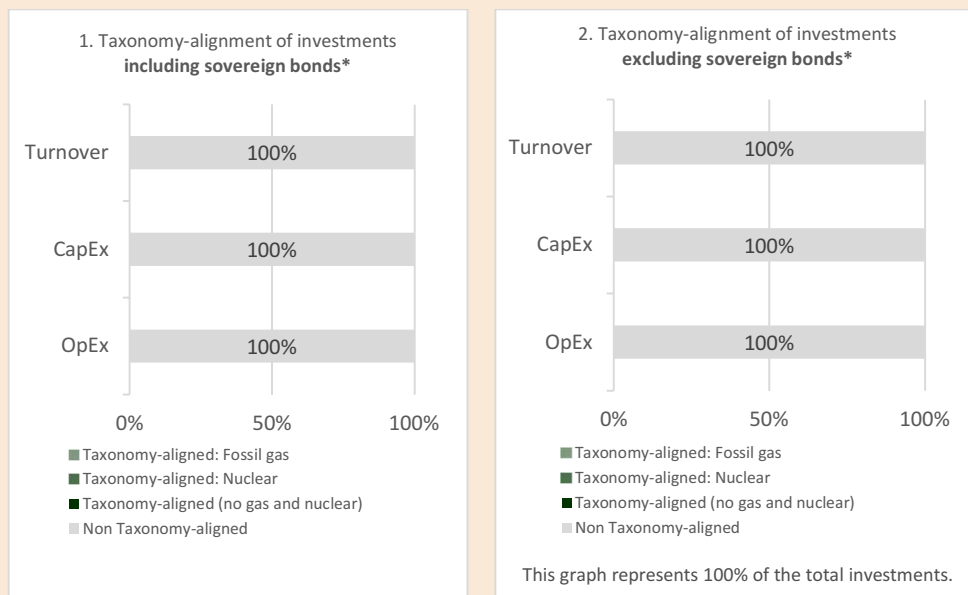 1. Taxonomy-alignment of investments
including sovereign bonds*
Turnover
100%
CapEx
100%
OpEx
100%
0%
50%
100%
Taxonomy-aligned: Fossil gas
Taxonomy-aligned: Nuclear
Taxonomy-aligned (no gas and nuclear)
Non Taxonomy-aligned
2. Taxonomy-alignment of investments
excluding sovereign bonds*
Turnover
100%
CapEx
100%
OpEx
100%
0%
50%
100%
Taxonomy-aligned: Fossil gas
Taxonomy-aligned: Nuclear
Taxonomy-aligned (no gas and nuclear)
Non Taxonomy-aligned
This graph represents 100% of the total investments.